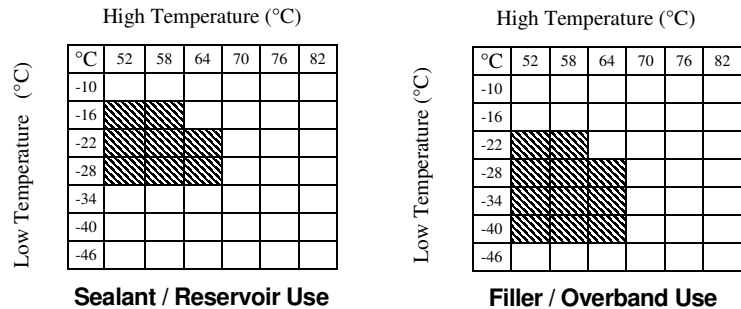 High Temperature (°C)
Low Temperature (°C)
°C 52 58 64 70 76 82
-10
-16
-22
-28
-34
-40
-46
Sealant / Reservoir Use
High Temperature (°C)
Low Temperature (°C)
°C 52 58 64 70 76 82
-10
-16
-22
-28
-34
-40
-46
Filler / Overband Use